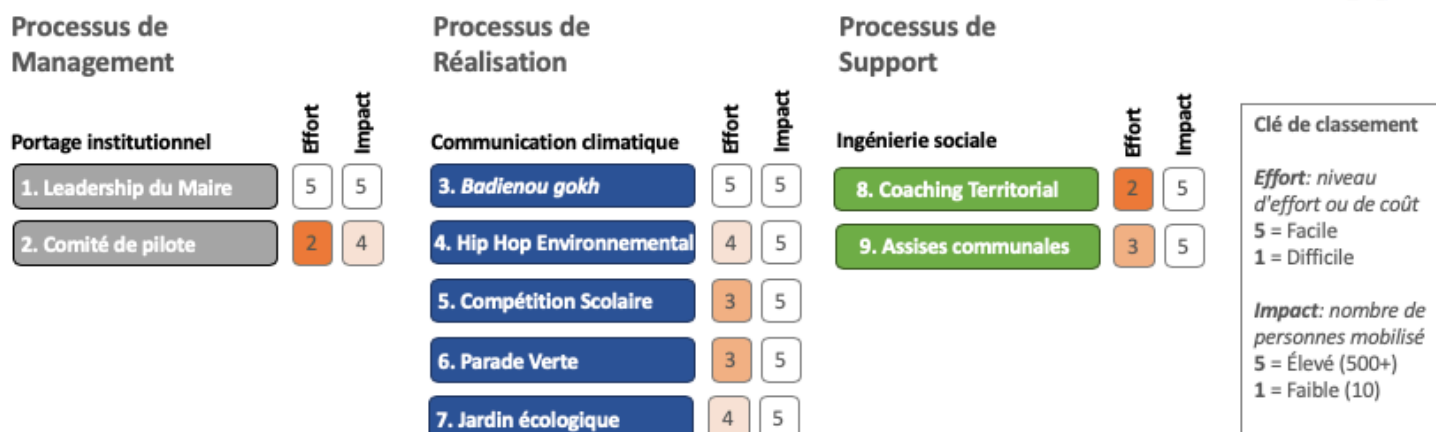 Processus de
Management
Portage institutionnel
Effort
Impact
1. Leadership du Maire
5
5
2. Comité de pilote
2
4
Processus de
Réalisation
Communication climatique
Effort
Impact
3. Badienou gokh
5
5
4. Hip Hop Environnemental
4
5
5. Compétition Scolaire
3
5
6. Parade Verte
3
5
7. Jardin écologique
4
5
Processus de
Support
Ingénierie sociale
Effort
Impact
8. Coaching Territorial
2
5
9. Assises communales
3
5
Clé de classement
Effort: niveau
d'effort ou de coût
5 = Facile
1 = Difficile
Impact: nombre de
personnes mobilisé
5 = Élevé (500+)
1 = Faible (10)